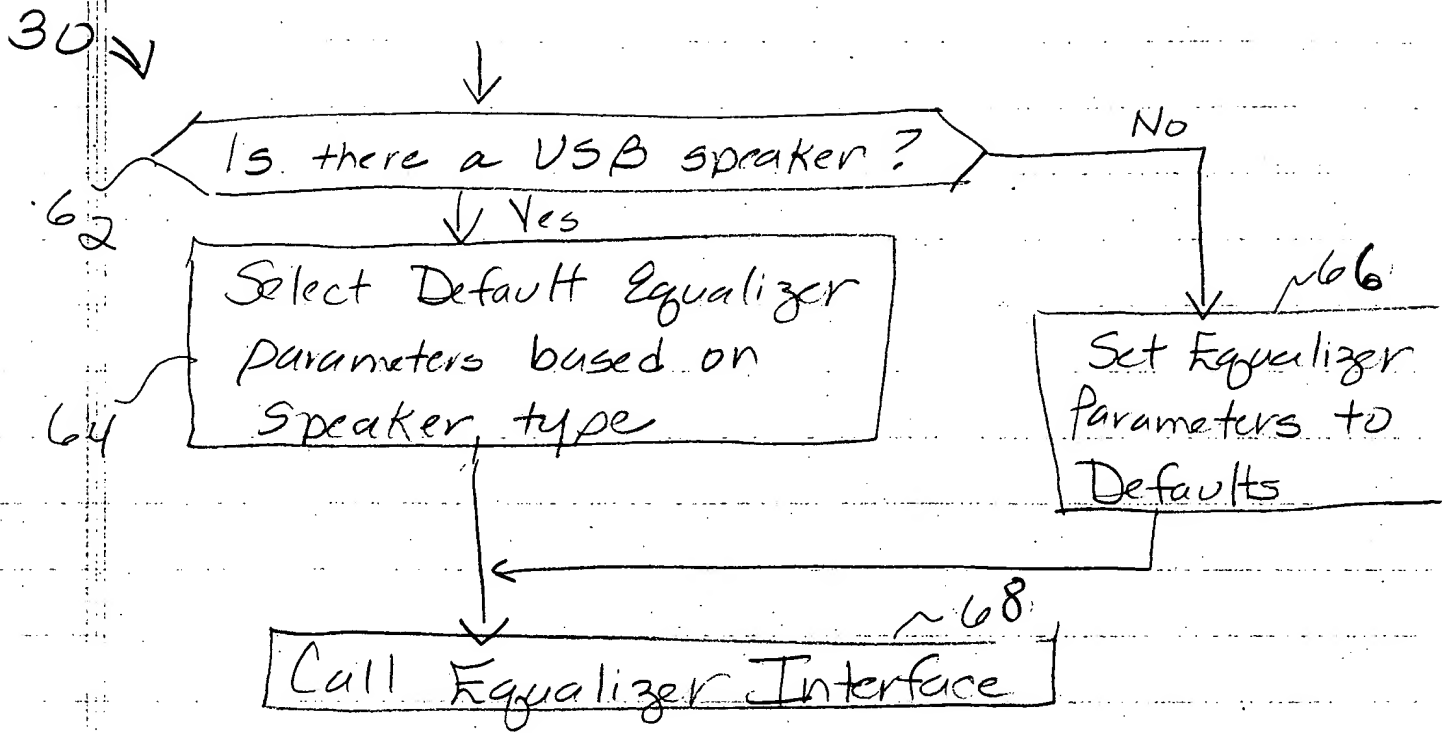 30
Is there a USB speaker?
No
62
Yes
Select Default Equalizer
parameters based on
speaker type
64
66
Set Equalizer
Parameters to
Defaults
68
Call Equalizer Interface